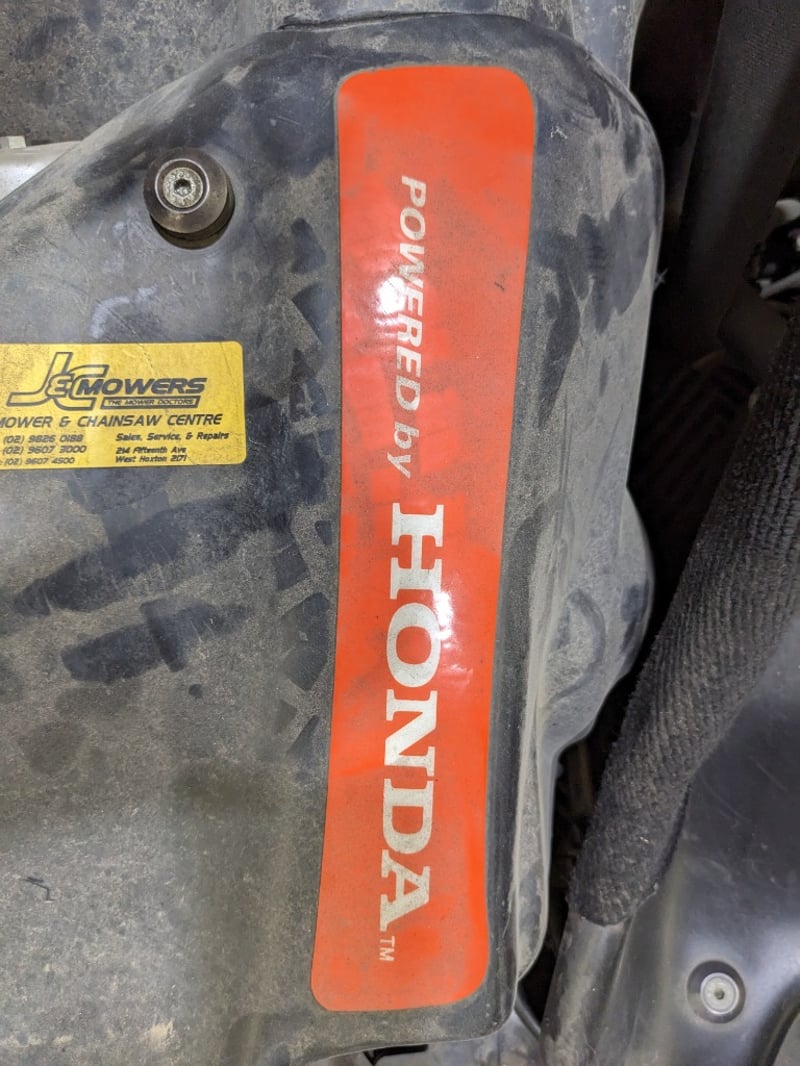 POWERED by HONDA™
J&C MOWERS
THE MOWER DOCTORS
MOWER & CHAINSAW CENTRE
(02) 9826 0188
(02) 9607 3000
(02) 9607 4500
Sales, Service, & Repairs
214 Fifteenth Ave
West Hoxton 2171